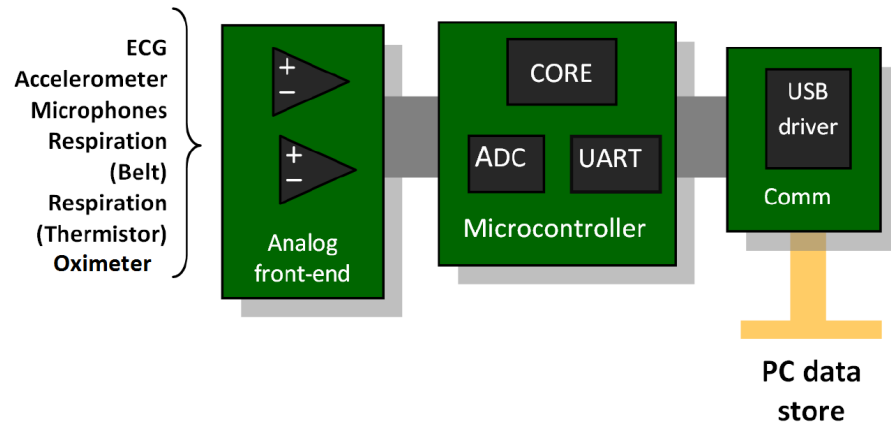 ECG
Accelerometer
Microphones
Respiration
(Belt)
Respiration
(Thermistor)
Oximeter
+
−
+
−
Analog
front-end
CORE
ADC
UART
Microcontroller
USB
driver
Comm
PC data
store